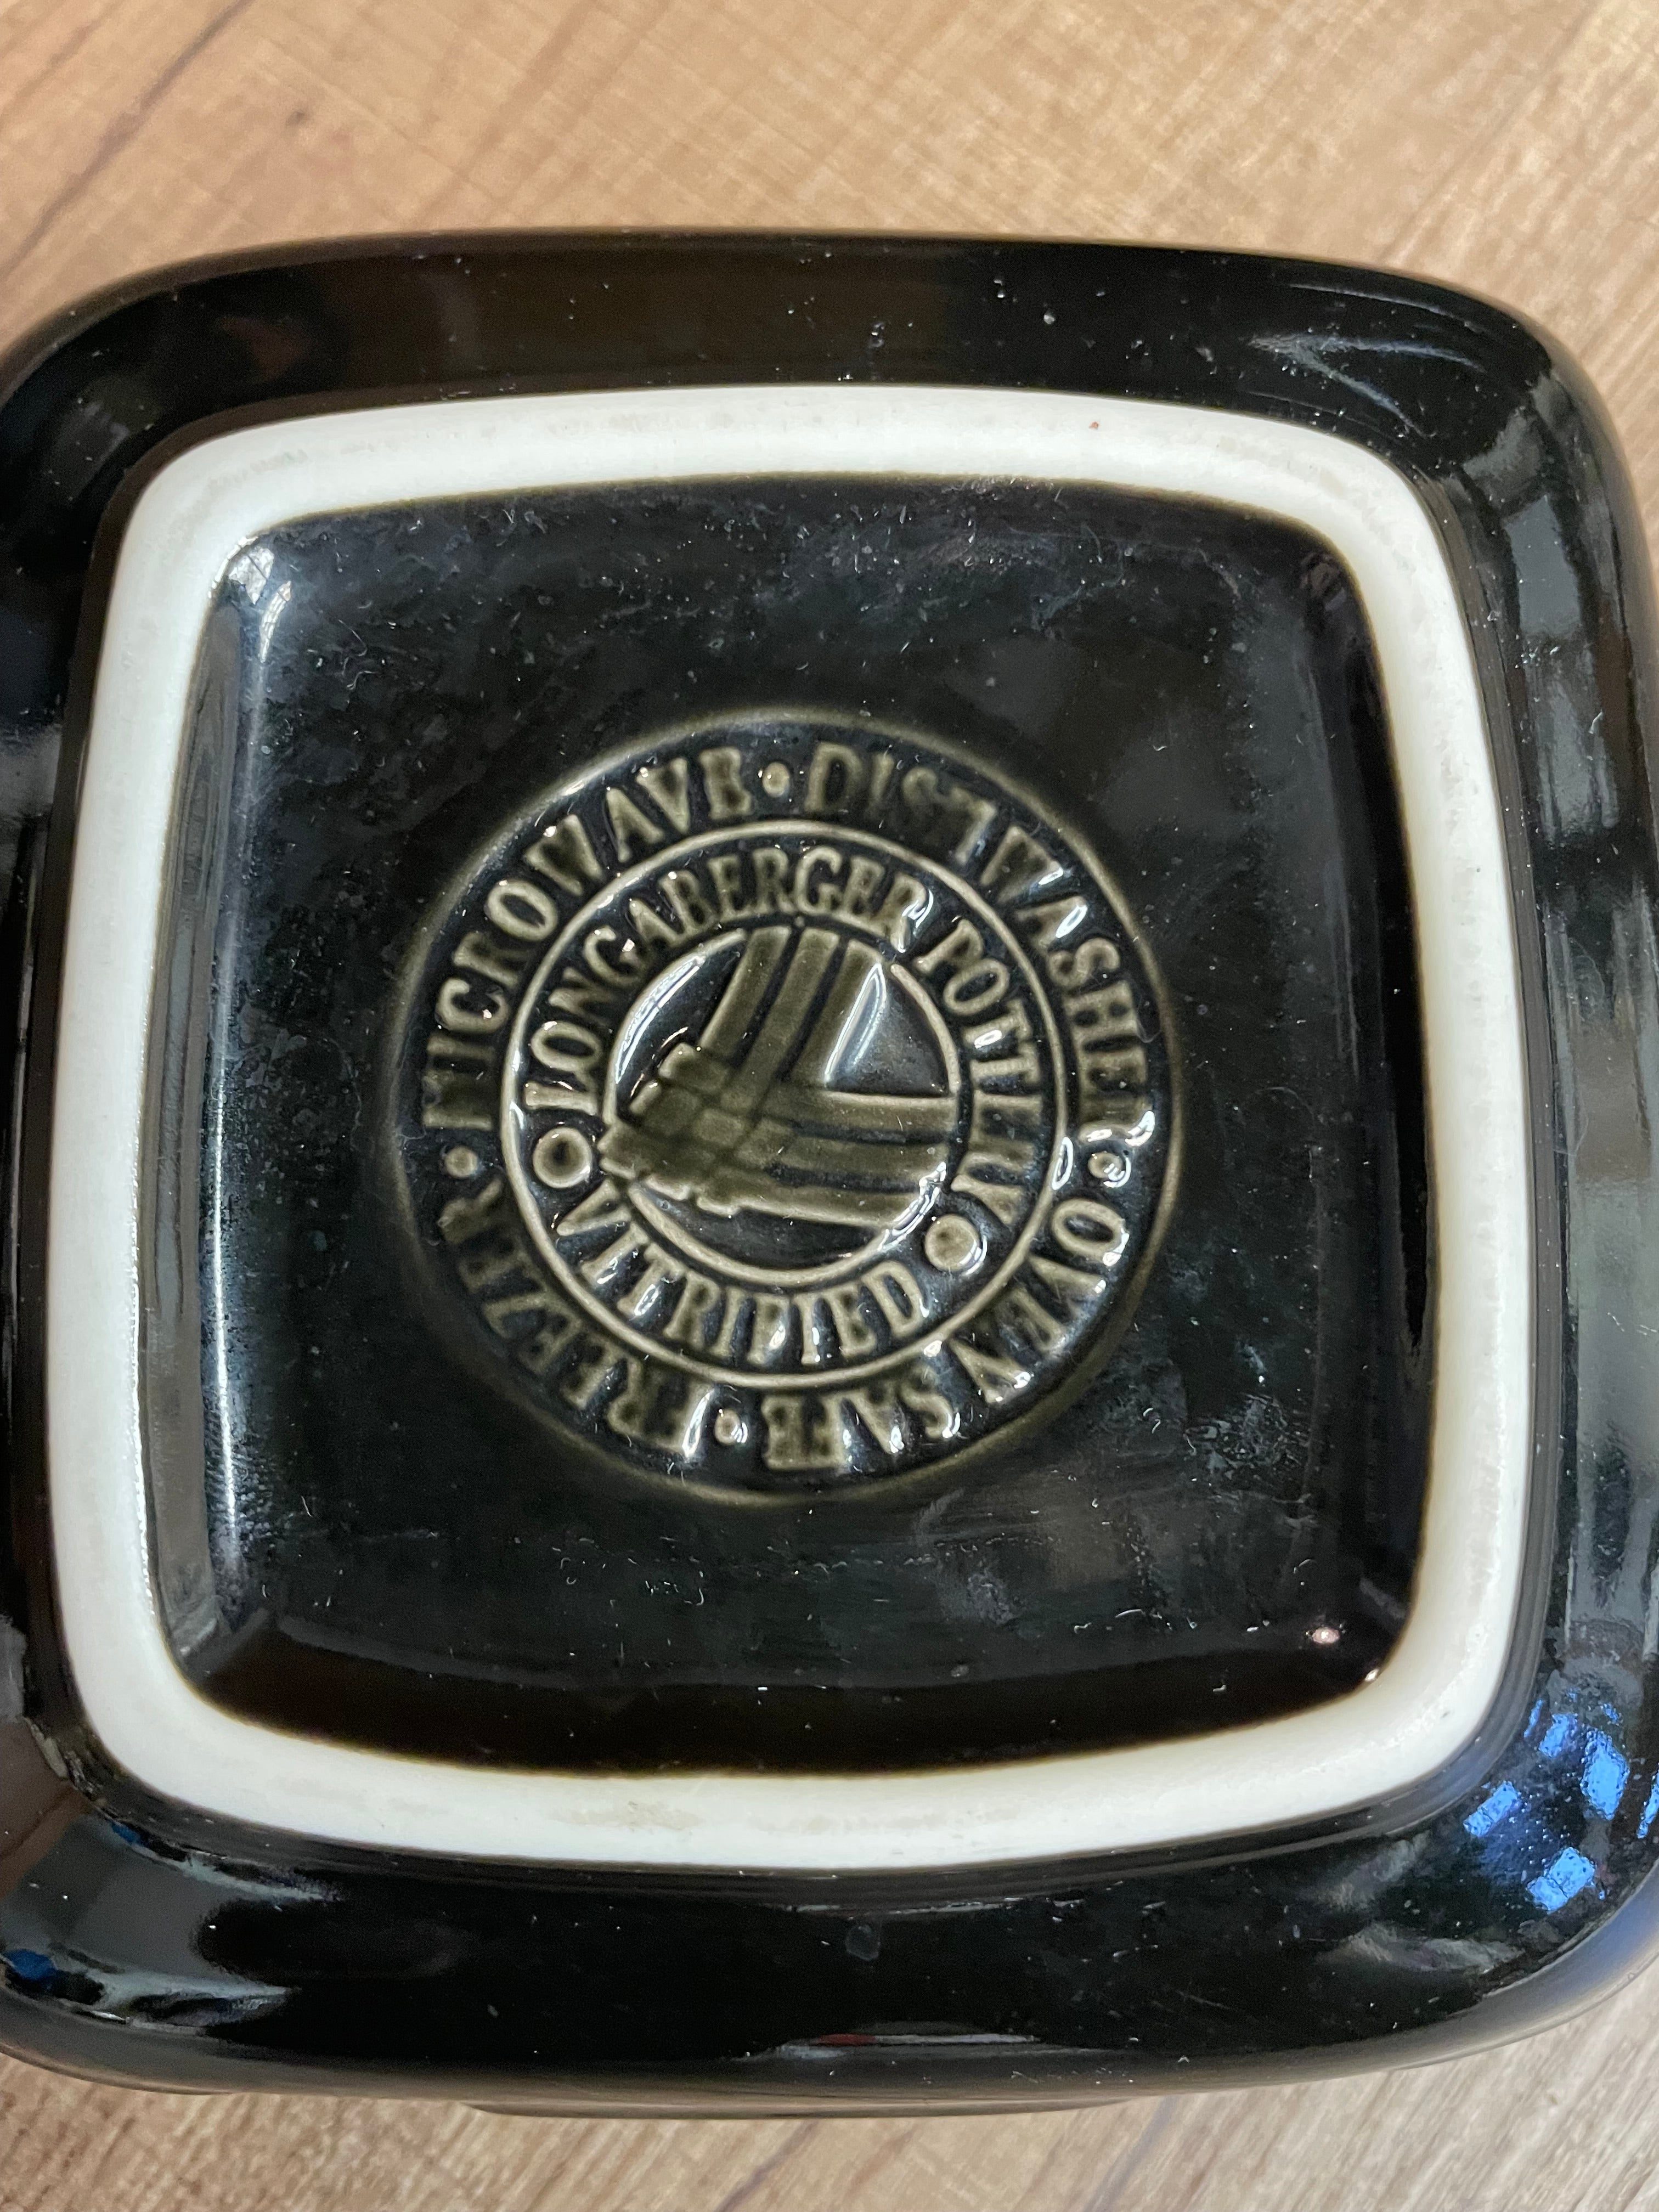 MICROWAVE • DISHWASHER • OVEN SAFE • FREEZER •
LONGABERGER POTTERY
VITRIFIED